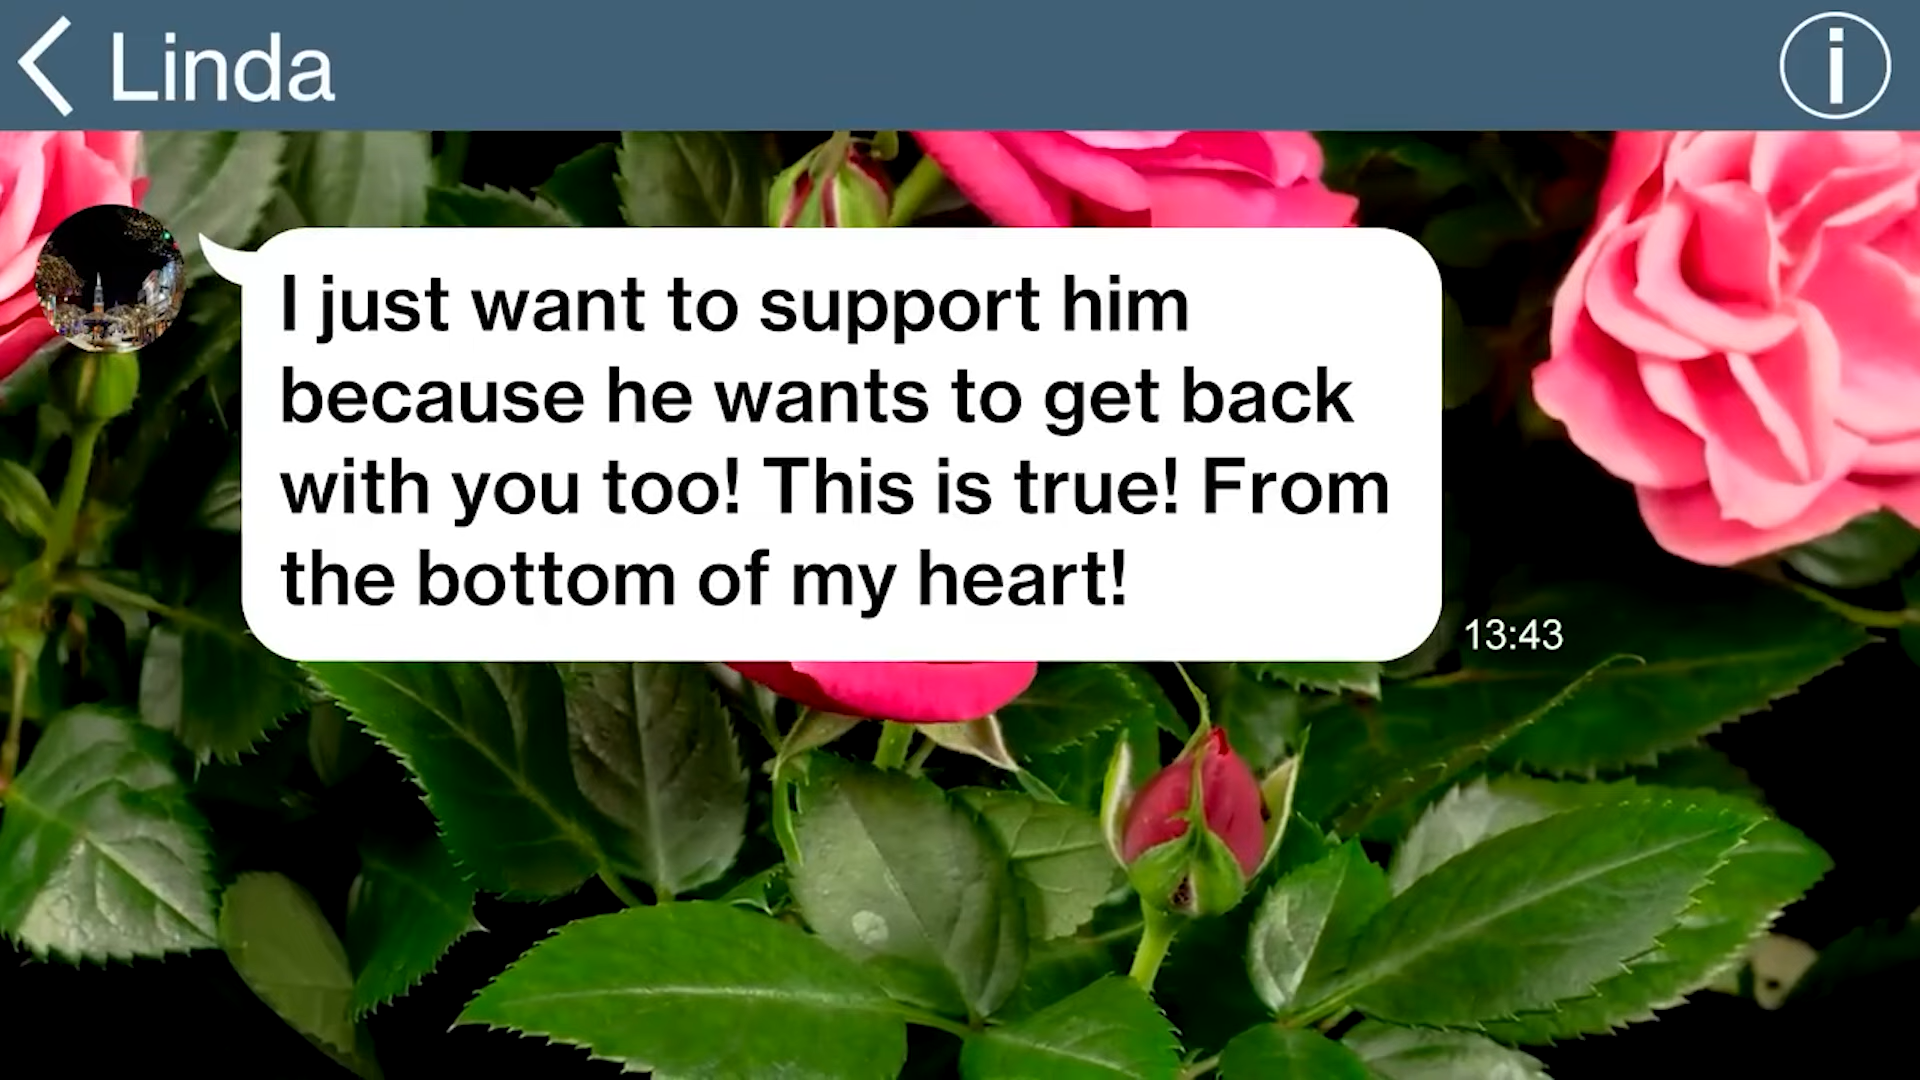 Linda
I just want to support him
because he wants to get back
with you too! This is true! From
the bottom of my heart!
13:43